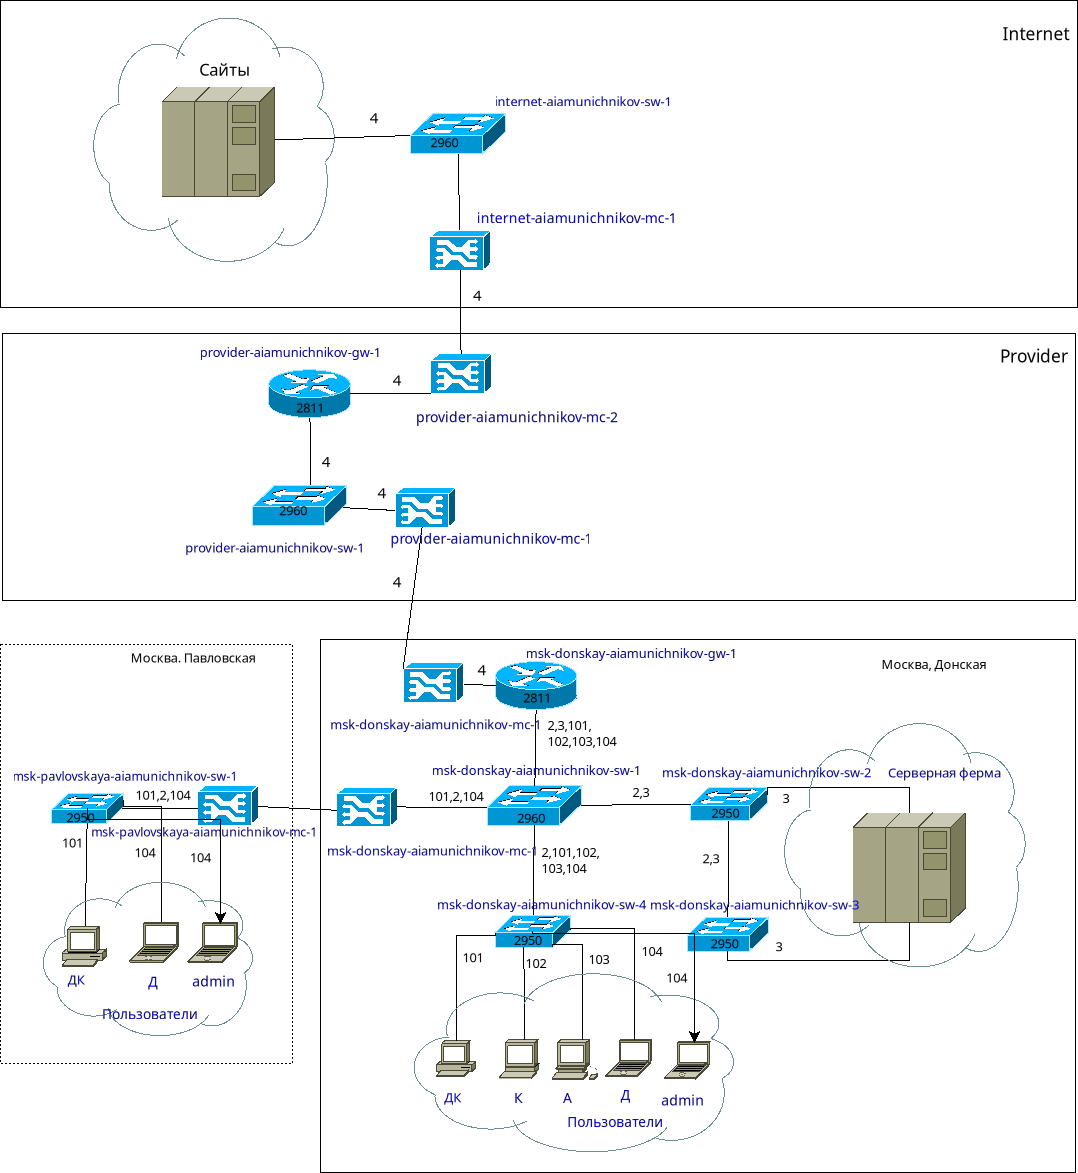 Internet
Сайты
internet-aiamunichnikov-sw-1
4
2960
internet-aiamunichnikov-mc-1
4
provider-aiamunichnikov-gw-1
Provider
4
2811
provider-aiamunichnikov-mc-2
4
4
2960
provider-aiamunichnikov-sw-1
provider-aiamunichnikov-mc-1
4
Москва. Павловская
msk-donskay-aiamunichnikov-gw-1
Москва, Донская
4
2811
msk-donskay-aiamunichnikov-mc-1
2,3,101,
102,103,104
msk-pavlovskaya-aiamunichnikov-sw-1
msk-donskay-aiamunichnikov-sw-1
msk-donskay-aiamunichnikov-sw-2
Серверная ферма
101,2,104
101,2,104
2,3
3
2950
2960
2950
msk-pavlovskaya-aiamunichnikov-mc-1
101
104
104
msk-donskay-aiamunichnikov-mc-1
2,101,102,
103,104
2,3
msk-donskay-aiamunichnikov-sw-4
msk-donskay-aiamunichnikov-sw-3
2950
2950
3
101
102
103
104
104
ДК
Д
admin
Пользователи
ДК
К
А
Д
admin
Пользователи